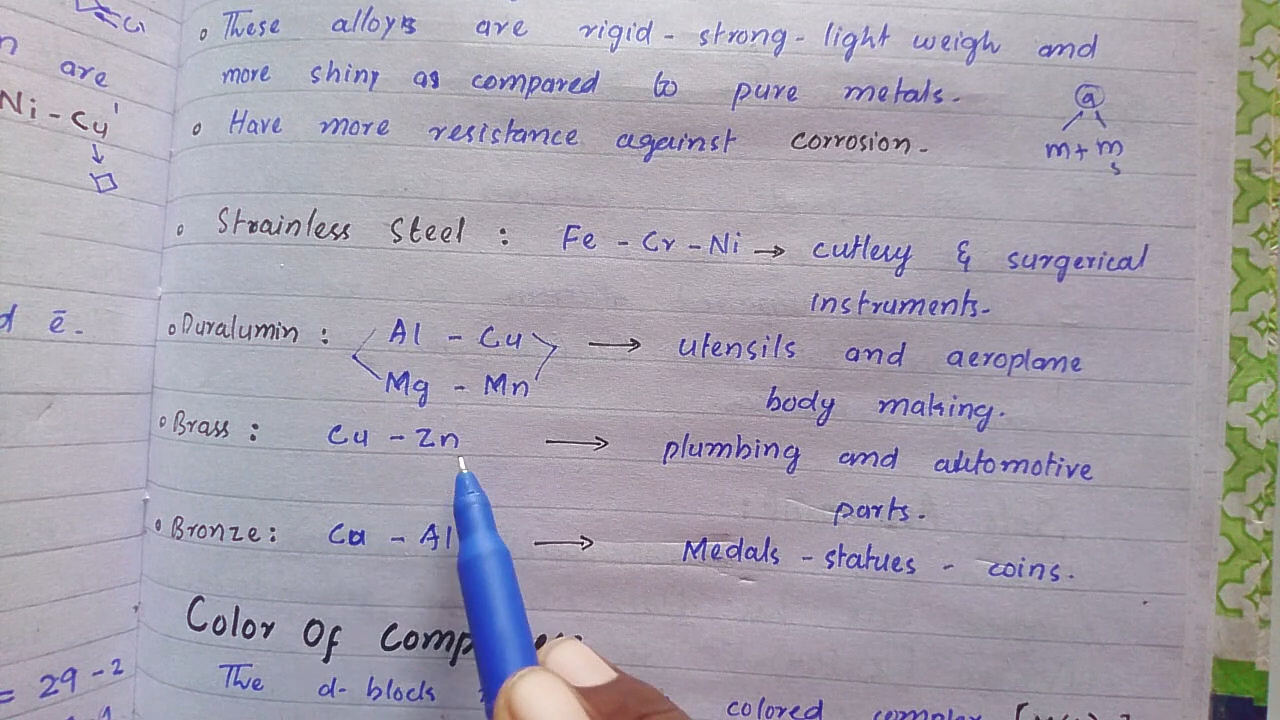 n are
Ni - Cu
d ē.
= 29 - 2
• These alloys are rigid - strong - light weigh and
more shiny as compared to pure metals.
a
m + m
s
• Have more resistance against corrosion.
• Strainless Steel : Fe - Cr - Ni → cutlery & surgerical
instruments.
• Duralumin : Al - Cu → utensils and aeroplane
Mg - Mn
body making.
• Brass : Cu - Zn → plumbing and automotive
parts.
• Bronze : Cu - Al → Medals - statues - coins.
Color Of Comp
The d- blocks colored complex